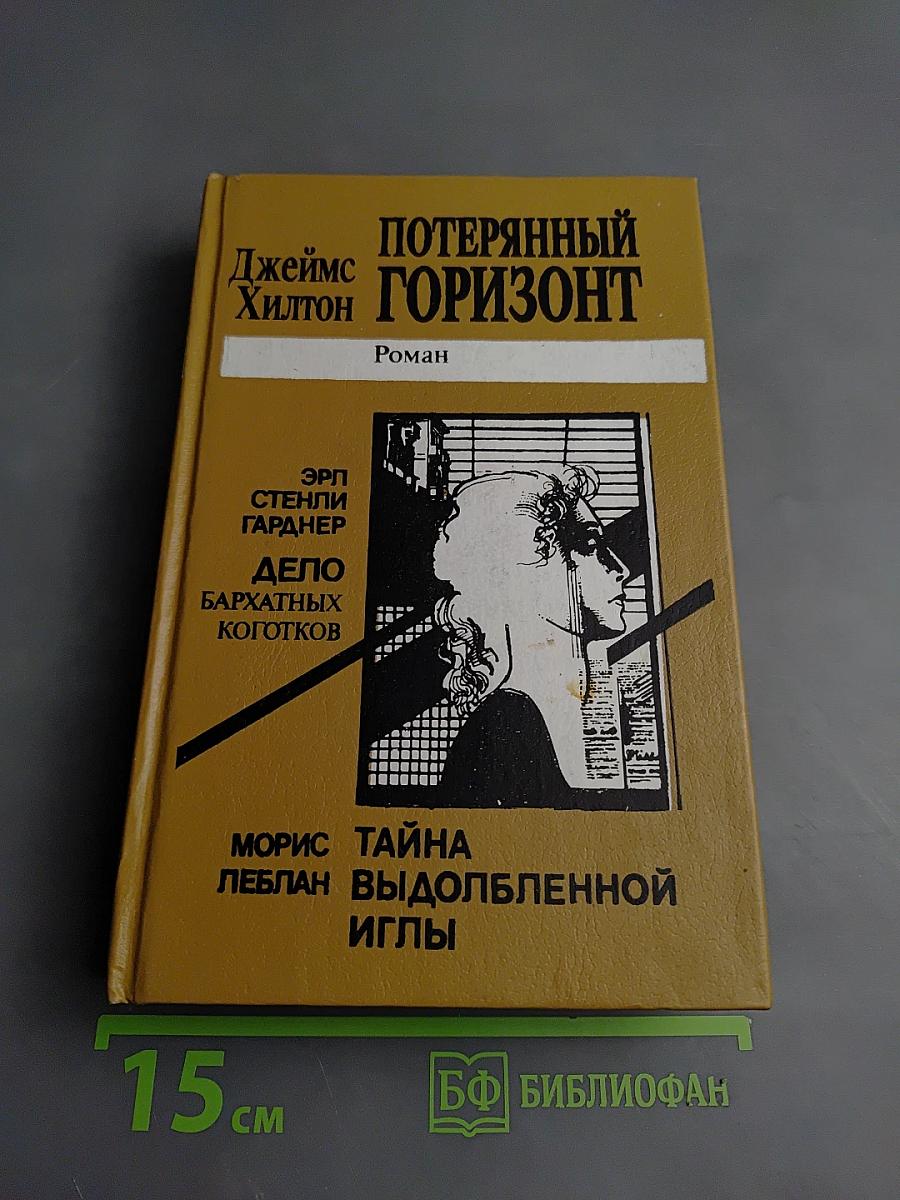 Джеймс
Хилтон
ПОТЕРЯННЫЙ
ГОРИЗОНТ
Роман
ЭРЛ
СТЕНЛИ
ГАРДНЕР
ДЕЛО
БАРХАТНЫХ
КОГОТКОВ
МОРИС
ЛЕБЛАН
ТАЙНА
ВЫДОЛБЛЕННОЙ
ИГЛЫ
15 см
БФ БИБЛИОФАН